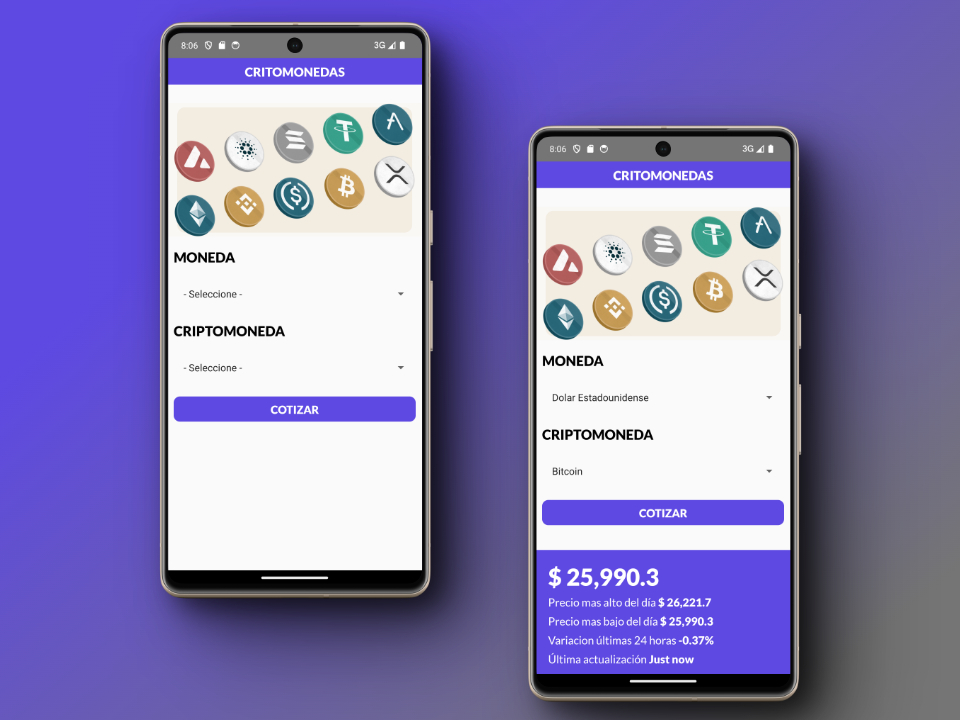 8:06
3G
CRITOMONEDAS
MONEDA
- Seleccione -
CRIPTOMONEDA
- Seleccione -
COTIZAR
8:06
3G
CRITOMONEDAS
MONEDA
Dolar Estadounidense
CRIPTOMONEDA
Bitcoin
COTIZAR
$ 25,990.3
Precio mas alto del día $ 26,221.7
Precio mas bajo del día $ 25,990.3
Variacion últimas 24 horas -0.37%
Última actualización Just now